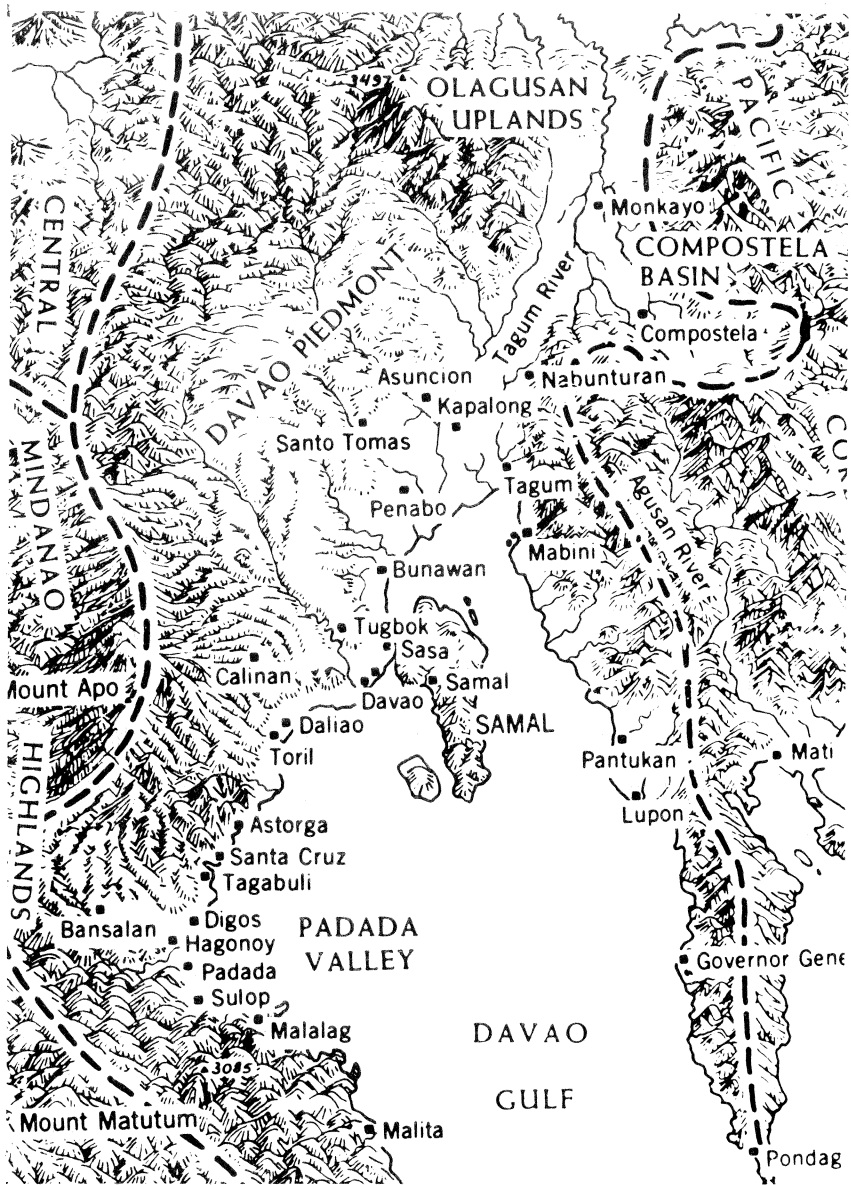 3497
OLAGUSAN
UPLANDS
PACIFIC
Monkayo
CENTRAL
COMPOSTELA
BASIN
DAVAO PIEDMONT
Tagum River
Compostela
Asuncion
Nabunturan
Kapalong
Santo Tomas
MINDANAO
Tagum
Agusan River
Penabo
Mabini
Bunawan
Tugbok
Sasa
Calinan
Mount Apo
Samal
Davao
Daliao
SAMAL
Toril
HIGHLANDS
Pantukan
Mati
Lupon
Astorga
Santa Cruz
Tagabuli
Digos
Bansalan
PADADA
VALLEY
Hagonoy
Governor Gene
Padada
Sulop
Malalag
DAVAO
GULF
3085
Mount Matutum
Malita
Pondag